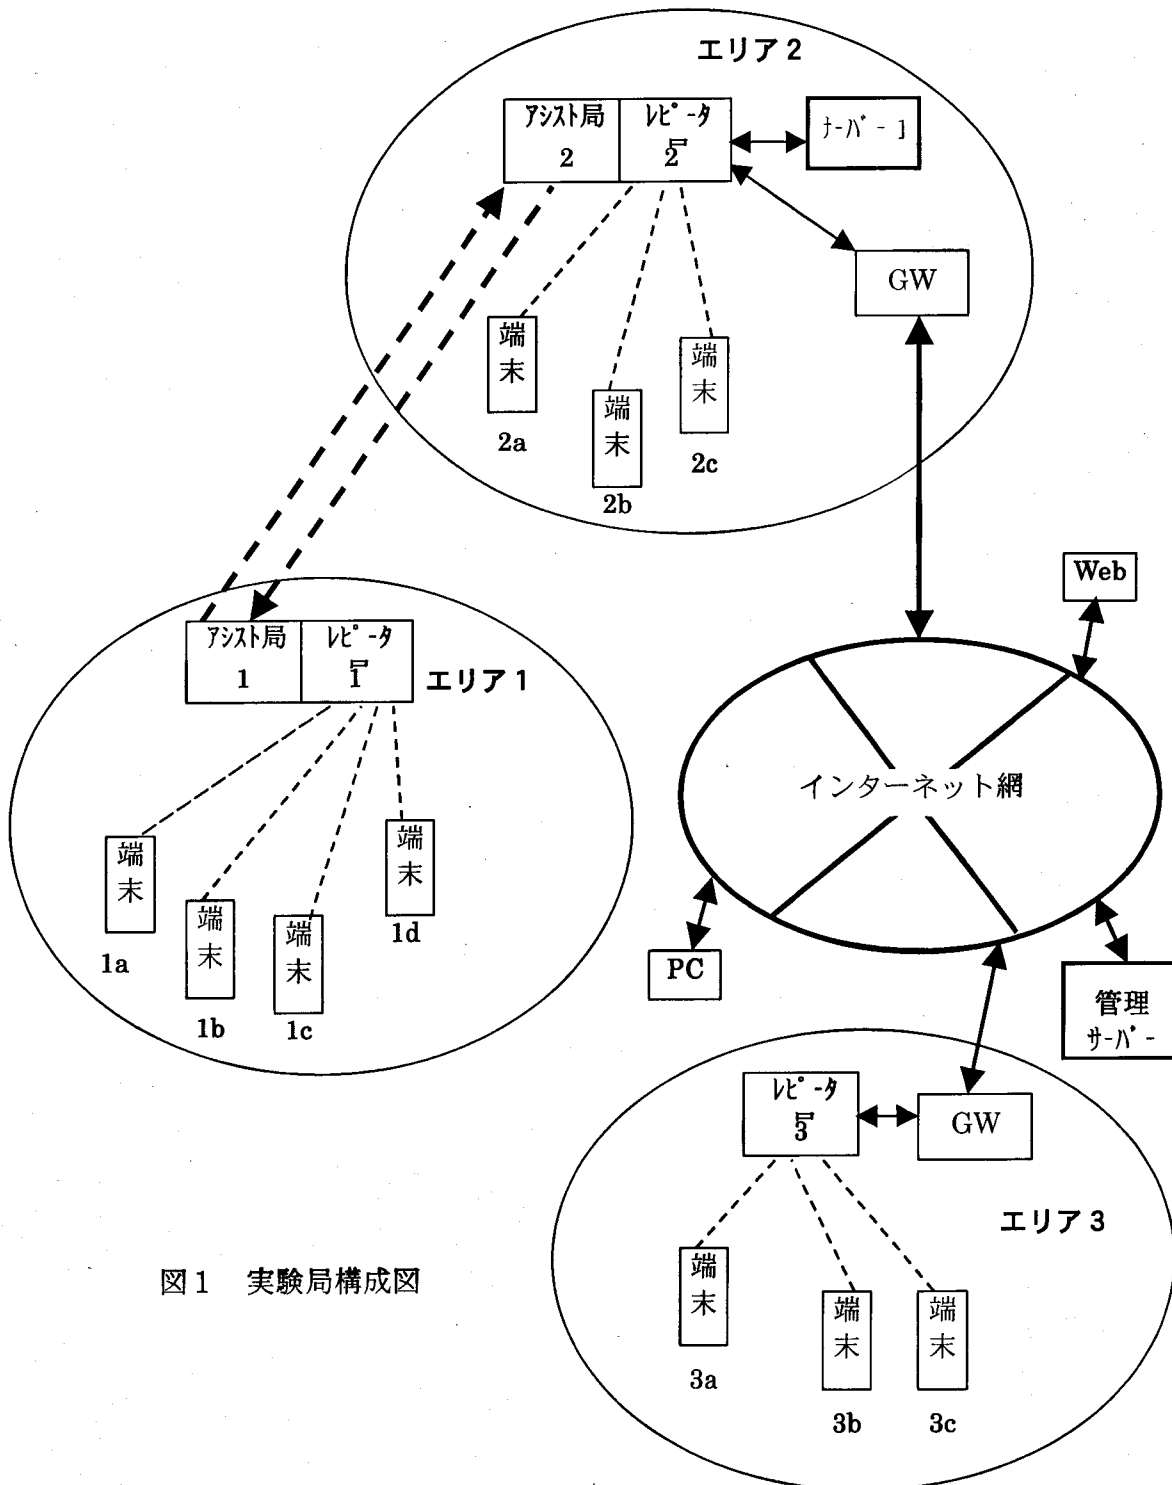 エリア 2
アシスト局
2
レピータ
2
GW
端
末
2a
端
末
2b
端
末
2c
アシスト局
1
レピータ
1
エリア 1
端
末
1a
端
末
1b
端
末
1c
端
末
1d
Web
インターネット網
PC
管理
サーバー
レピータ
3
GW
エリア 3
端
末
3a
端
末
3b
端
末
3c
図1 実験局構成図